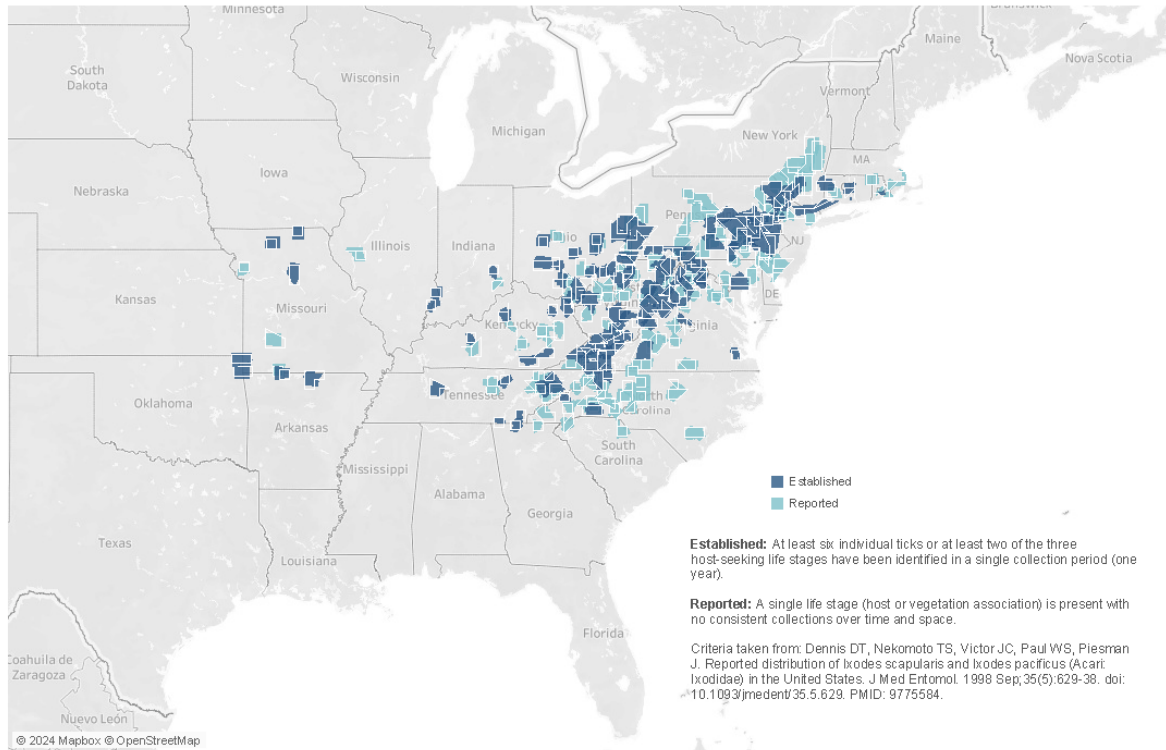 Minnesota
Brunswick
Maine
Nova Scotia
South
Dakota
Wisconsin
Vermont
Michigan
New York
MA
Iowa
Nebraska
Penn
Illinois
Indiana
Ohio
NJ
Kansas
Missouri
West
Virginia
DE
Kentucky
Virginia
Oklahoma
Tennessee
North
Carolina
Arkansas
South
Carolina
Mississippi
Alabama
Georgia
Texas
Louisiana
Florida
Coahuila de
Zaragoza
Nuevo León
Established
Reported
Established: At least six individual ticks or at least two of the three
host-seeking life stages have been identified in a single collection period (one
year).
Reported: A single life stage (host or vegetation association) is present with
no consistent collections over time and space.
Criteria taken from: Dennis DT, Nekomoto TS, Victor JC, Paul WS, Piesman
J. Reported distribution of Ixodes scapularis and Ixodes pacificus (Acari:
Ixodidae) in the United States. J Med Entomol. 1998 Sep;35(5):629-38. doi:
10.1093/jmedent/35.5.629. PMID: 9775584.
© 2024 Mapbox © OpenStreetMap